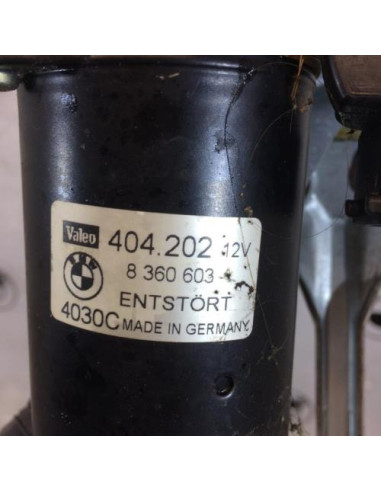 Valeo 404.202 12V
8 360 603
ENTSTÖRT
4030C MADE IN GERMANY